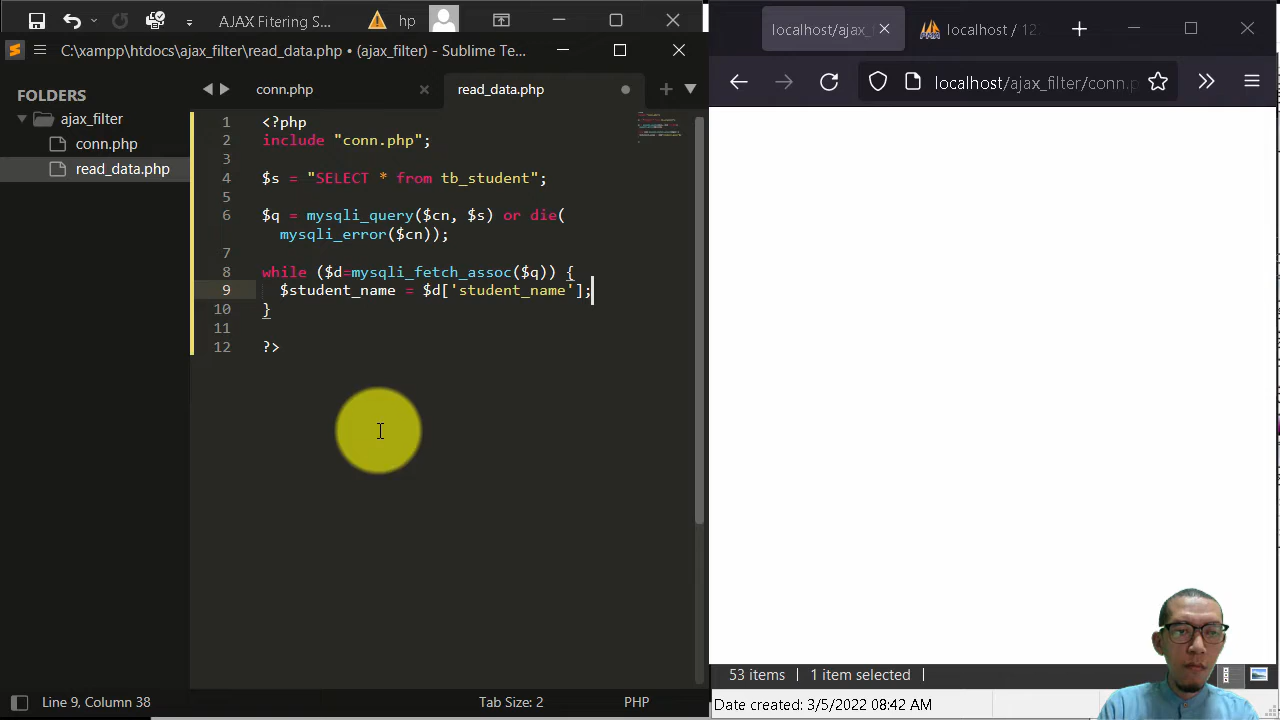 AJAX Fitering S...
hp
C:\xampp\htdocs\ajax_filter\read_data.php • (ajax_filter) - Sublime Te...
FOLDERS
ajax_filter
conn.php
read_data.php
conn.php
read_data.php
1 <?php
2 include "conn.php";
3
4 $s = "SELECT * from tb_student";
5
6 $q = mysqli_query($cn, $s) or die(
mysqli_error($cn));
7
8 while ($d=mysqli_fetch_assoc($q)) {
9 $student_name = $d['student_name'];
10 }
11
12 ?>
Line 9, Column 38
Tab Size: 2
PHP
localhost/ajax_f
localhost / 12
localhost/ajax_filter/conn.p
53 items
1 item selected
Date created: 3/5/2022 08:42 AM